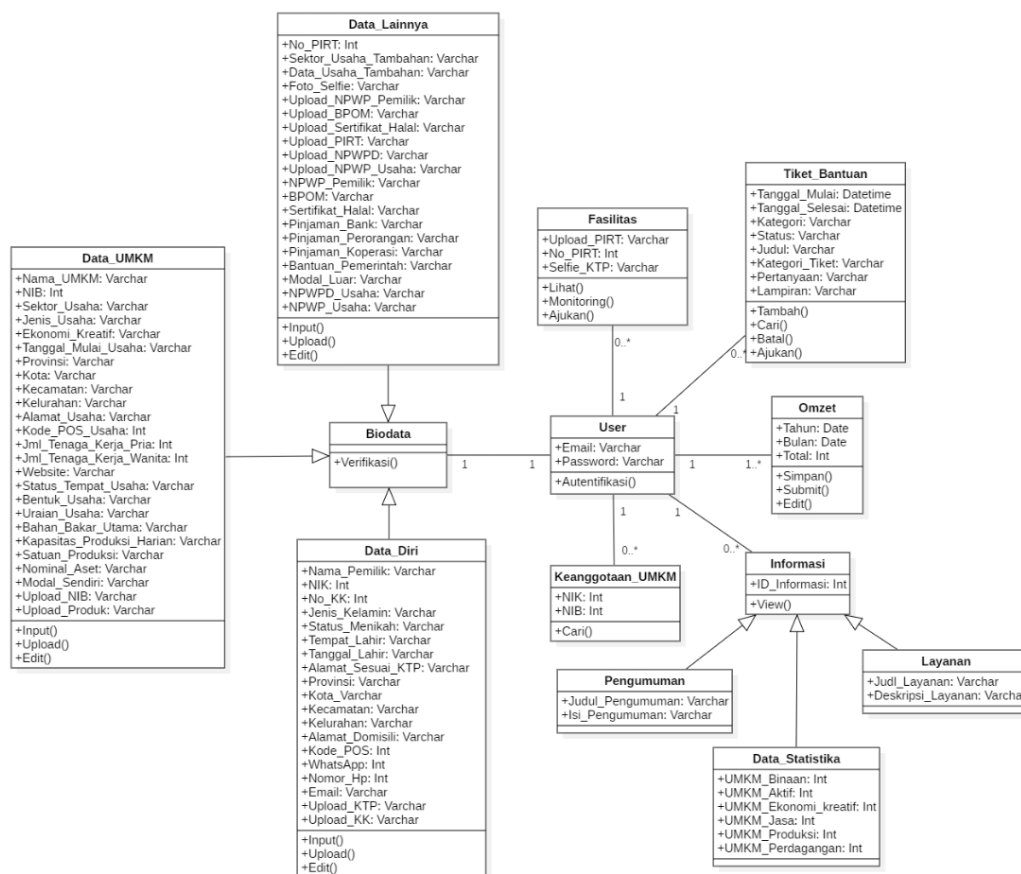 Data_Lainnya
+No_PIRT: Int
+Sektor_Usaha_Tambahan: Varchar
+Data_Usaha_Tambahan: Varchar
+Foto_Selfie: Varchar
+Upload_NPWP_Pemilik: Varchar
+Upload_BPOM: Varchar
+Upload_Sertifikat_Halal: Varchar
+Upload_PIRT: Varchar
+Upload_NPWPD: Varchar
+Upload_NPWP_Usaha: Varchar
+NPWP_Pemilik: Varchar
+BPOM: Varchar
+Sertifikat_Halal: Varchar
+Pinjaman_Bank: Varchar
+Pinjaman_Perorangan: Varchar
+Pinjaman_Koperasi: Varchar
+Bantuan_Pemerintah: Varchar
+Modal_Luar: Varchar
+NPWPD_Usaha: Varchar
+NPWP_Usaha: Varchar
+Input()
+Upload()
+Edit()
Tiket_Bantuan
+Tanggal_Mulai: Datetime
+Tanggal_Selesai: Datetime
+Kategori: Varchar
+Status: Varchar
+Judul: Varchar
+Kategori_Tiket: Varchar
+Pertanyaan: Varchar
+Lampiran: Varchar
+Tambah()
+Cari()
+Batal()
+Ajukan()
Fasilitas
+Upload_PIRT: Varchar
+No_PIRT: Int
+Selfie_KTP: Varchar
+Lihat()
+Monitoring()
+Ajukan()
0..*
1
0..*
1
Data_UMKM
+Nama_UMKM: Varchar
+NIB: Int
+Sektor_Usaha: Varchar
+Jenis_Usaha: Varchar
+Ekonomi_Kreatif: Varchar
+Tanggal_Mulai_Usaha: Varchar
+Provinsi: Varchar
+Kota: Varchar
+Kecamatan: Varchar
+Kelurahan: Varchar
+Alamat_Usaha: Varchar
+Kode_POS_Usaha: Int
+Jml_Tenaga_Kerja_Pria: Int
+Jml_Tenaga_Kerja_Wanita: Int
+Website: Varchar
+Status_Tempat_Usaha: Varchar
+Bentuk_Usaha: Varchar
+Uraian_Usaha: Varchar
+Bahan_Bakar_Utama: Varchar
+Kapasitas_Produksi_Harian: Varchar
+Satuan_Produksi: Varchar
+Nominal_Aset: Varchar
+Modal_Sendiri: Varchar
+Upload_NIB: Varchar
+Upload_Produk: Varchar
+Input()
+Upload()
+Edit()
Biodata
+Verifikasi()
1
1
User
+Email: Varchar
+Password: Varchar
+Autentifikasi()
1
1..*
Omzet
+Tahun: Date
+Bulan: Date
+Total: Int
+Simpan()
+Submit()
+Edit()
1
0..*
1
0..*
Data_Diri
+Nama_Pemilik: Varchar
+NIK: Int
+No_KK: Int
+Jenis_Kelamin: Varchar
+Status_Menikah: Varchar
+Tempat_Lahir: Varchar
+Tanggal_Lahir: Varchar
+Alamat_Sesuai_KTP: Varchar
+Provinsi: Varchar
+Kota_Varchar
+Kecamatan: Varchar
+Kelurahan: Varchar
+Alamat_Domisili: Varchar
+Kode_POS: Int
+WhatsApp: Int
+Nomor_Hp: Int
+Email: Varchar
+Upload_KTP: Varchar
+Upload_KK: Varchar
+Input()
+Upload()
+Edit()
Keanggotaan_UMKM
+NIK: Int
+NIB: Int
+Cari()
Informasi
+ID_Informasi: Int
+View()
Pengumuman
+Judul_Pengumuman: Varchar
+Isi_Pengumuman: Varchar
Layanan
+Judl_Layanan: Varchar
+Deskripsi_Layanan: Varchar
Data_Statistika
+UMKM_Binaan: Int
+UMKM_Aktif: Int
+UMKM_Ekonomi_kreatif: Int
+UMKM_Jasa: Int
+UMKM_Produksi: Int
+UMKM_Perdagangan: Int